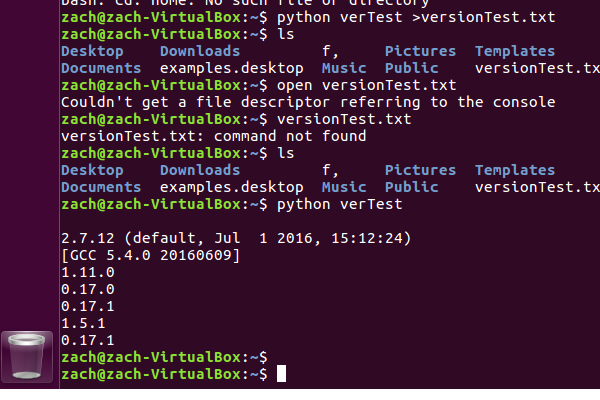 bash: cd: home: No such file or directory
zach@zach-VirtualBox:~$ python verTest >versionTest.txt
zach@zach-VirtualBox:~$ ls
Desktop Downloads f, Pictures Templates
Documents examples.desktop Music Public versionTest.tx
zach@zach-VirtualBox:~$ open versionTest.txt
Couldn't get a file descriptor referring to the console
zach@zach-VirtualBox:~$ versionTest.txt
versionTest.txt: command not found
zach@zach-VirtualBox:~$ ls
Desktop Downloads f, Pictures Templates
Documents examples.desktop Music Public versionTest.tx
zach@zach-VirtualBox:~$ python verTest
2.7.12 (default, Jul 1 2016, 15:12:24)
[GCC 5.4.0 20160609]
1.11.0
0.17.0
0.17.1
1.5.1
0.17.1
zach@zach-VirtualBox:~$
zach@zach-VirtualBox:~$